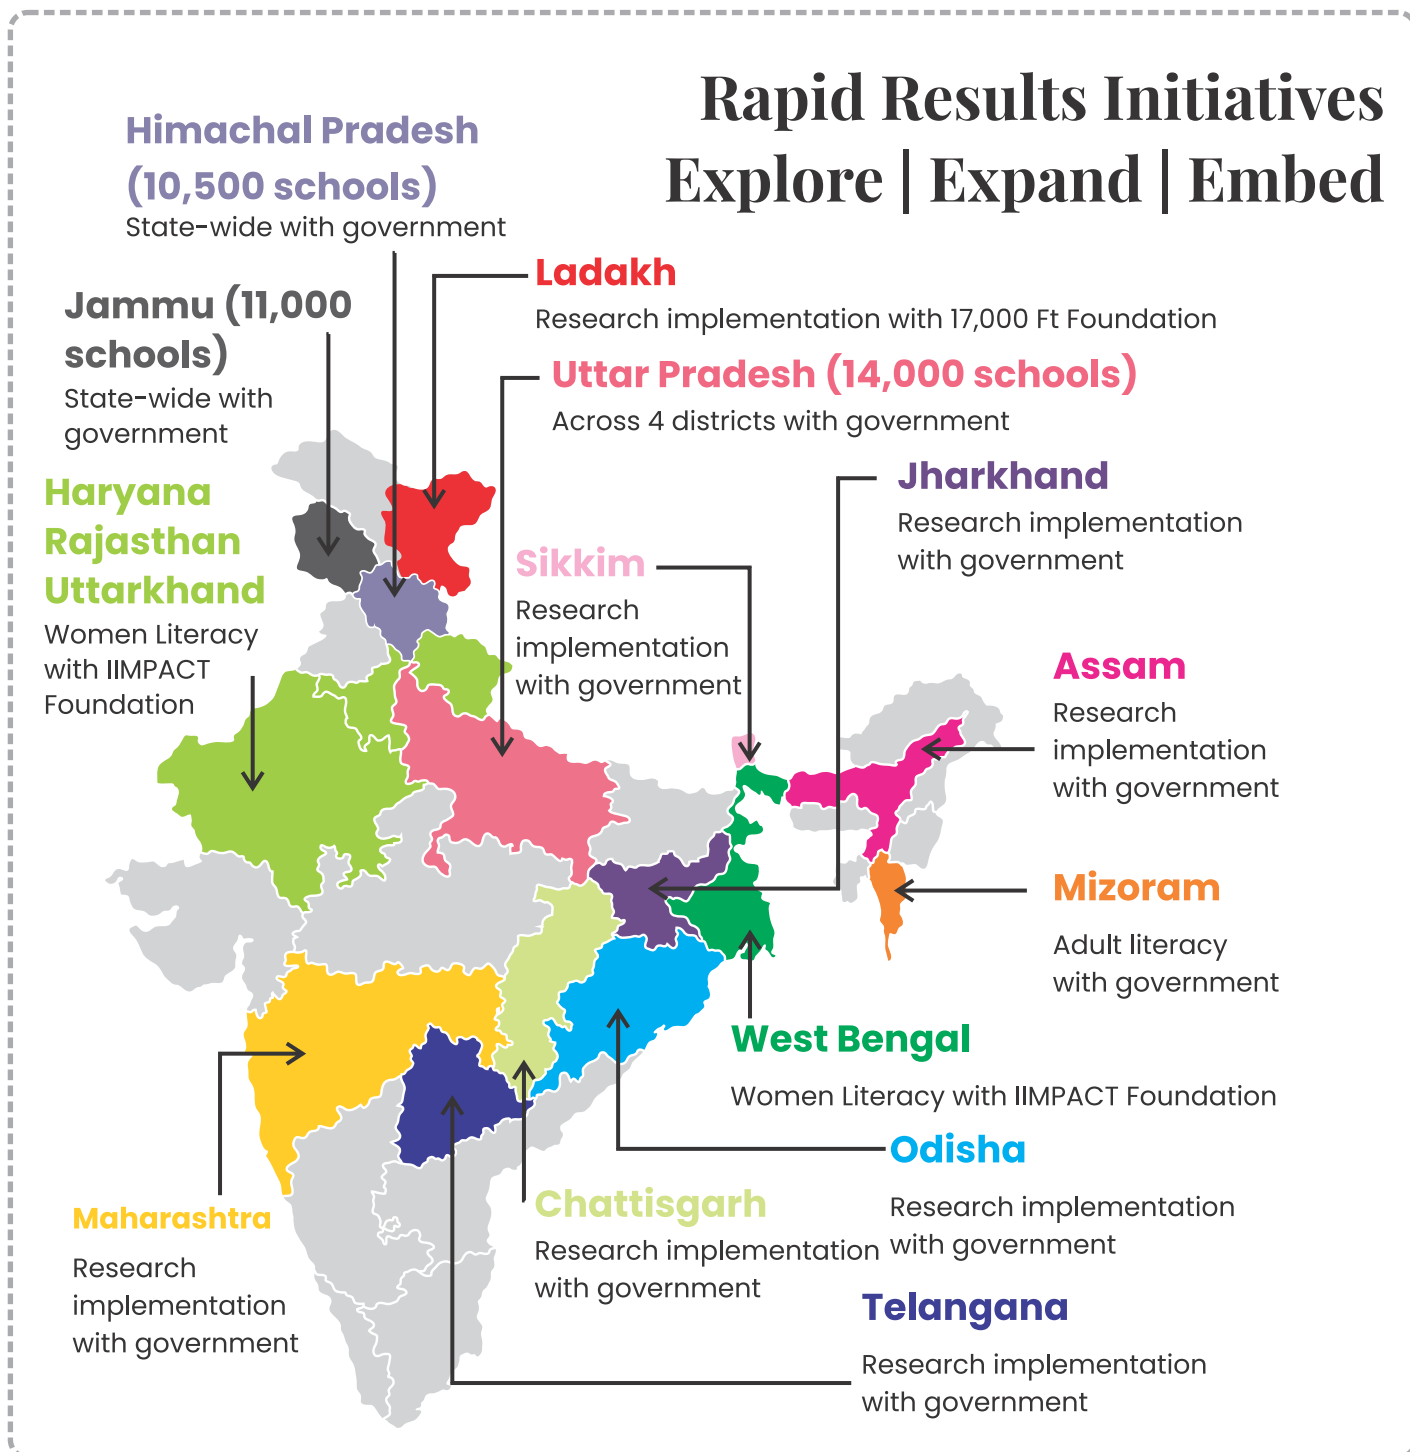 Rapid Results Initiatives
Explore | Expand | Embed
Himachal Pradesh
(10,500 schools)
State-wide with government
Ladakh
Research implementation with 17,000 Ft Foundation
Jammu (11,000
schools)
State-wide with
government
Uttar Pradesh (14,000 schools)
Across 4 districts with government
Haryana
Rajasthan
Uttarkhand
Women Literacy
with IIMPACT
Foundation
Jharkhand
Research implementation
with government
Sikkim
Research
implementation
with government
Assam
Research
implementation
with government
Mizoram
Adult literacy
with government
West Bengal
Women Literacy with IIMPACT Foundation
Odisha
Research implementation
with government
Chattisgarh
Research implementation
with government
Maharashtra
Research
implementation
with government
Telangana
Research implementation
with government